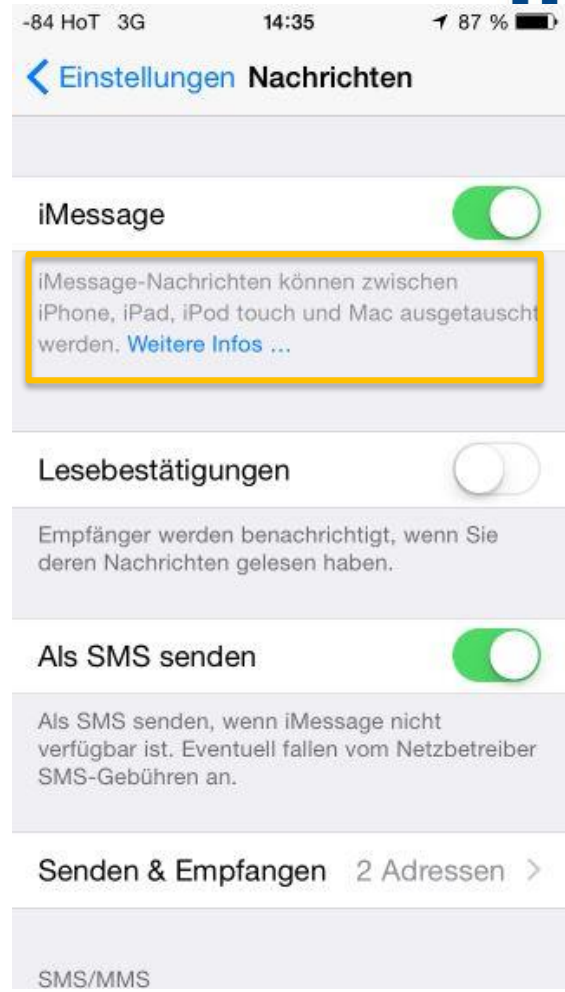 -84 HoT 3G 14:35 87 %
Einstellungen Nachrichten
iMessage
iMessage-Nachrichten können zwischen
iPhone, iPad, iPod touch und Mac ausgetauscht
werden. Weitere Infos ...
Lesebestätigungen
Empfänger werden benachrichtigt, wenn Sie
deren Nachrichten gelesen haben.
Als SMS senden
Als SMS senden, wenn iMessage nicht
verfügbar ist. Eventuell fallen vom Netzbetreiber
SMS-Gebühren an.
Senden & Empfangen 2 Adressen >
SMS/MMS